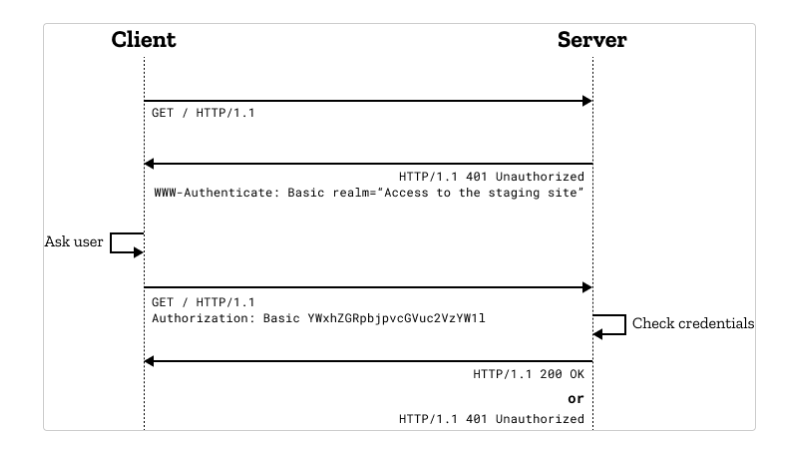 Client
Server
GET / HTTP/1.1
HTTP/1.1 401 Unauthorized
WWW-Authenticate: Basic realm=“Access to the staging site”
Ask user
GET / HTTP/1.1
Authorization: Basic YWxhZGRpbjpvcGVuc2VzYW1l
Check credentials
HTTP/1.1 200 OK
or
HTTP/1.1 401 Unauthorized